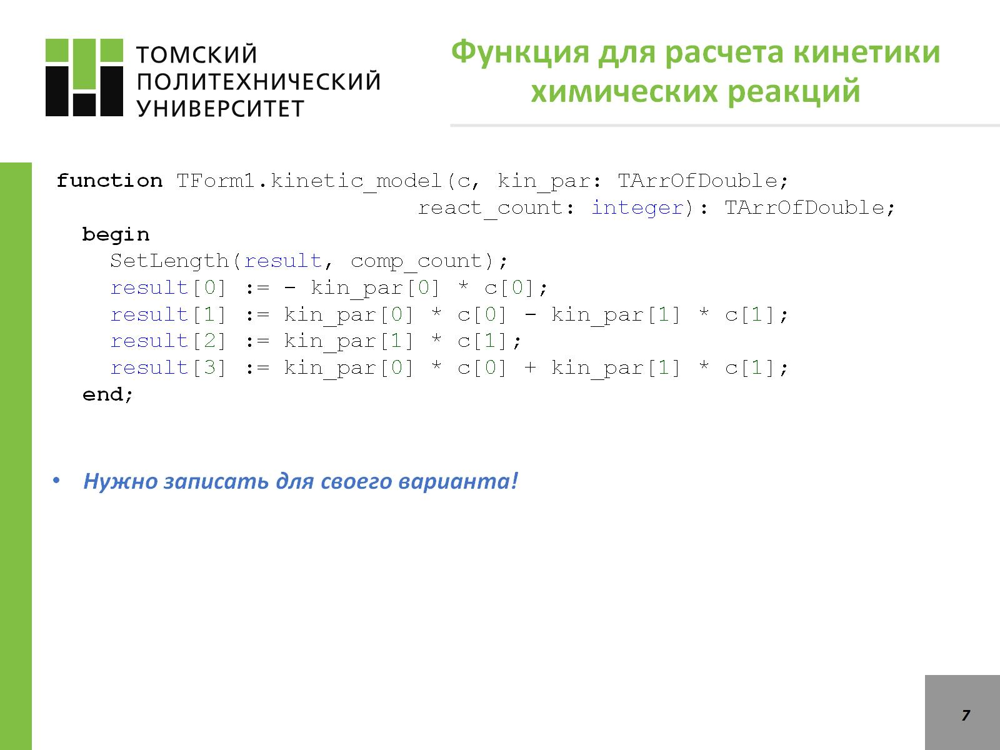 ТОМСКИЙ
ПОЛИТЕХНИЧЕСКИЙ
УНИВЕРСИТЕТ
Функция для расчета кинетики
химических реакций
function TForm1.kinetic_model(c, kin_par: TArrOfDouble;
react_count: integer): TArrOfDouble;
begin
SetLength(result, comp_count);
result[0] := - kin_par[0] * c[0];
result[1] := kin_par[0] * c[0] - kin_par[1] * c[1];
result[2] := kin_par[1] * c[1];
result[3] := kin_par[0] * c[0] + kin_par[1] * c[1];
end;
• Нужно записать для своего варианта!
7